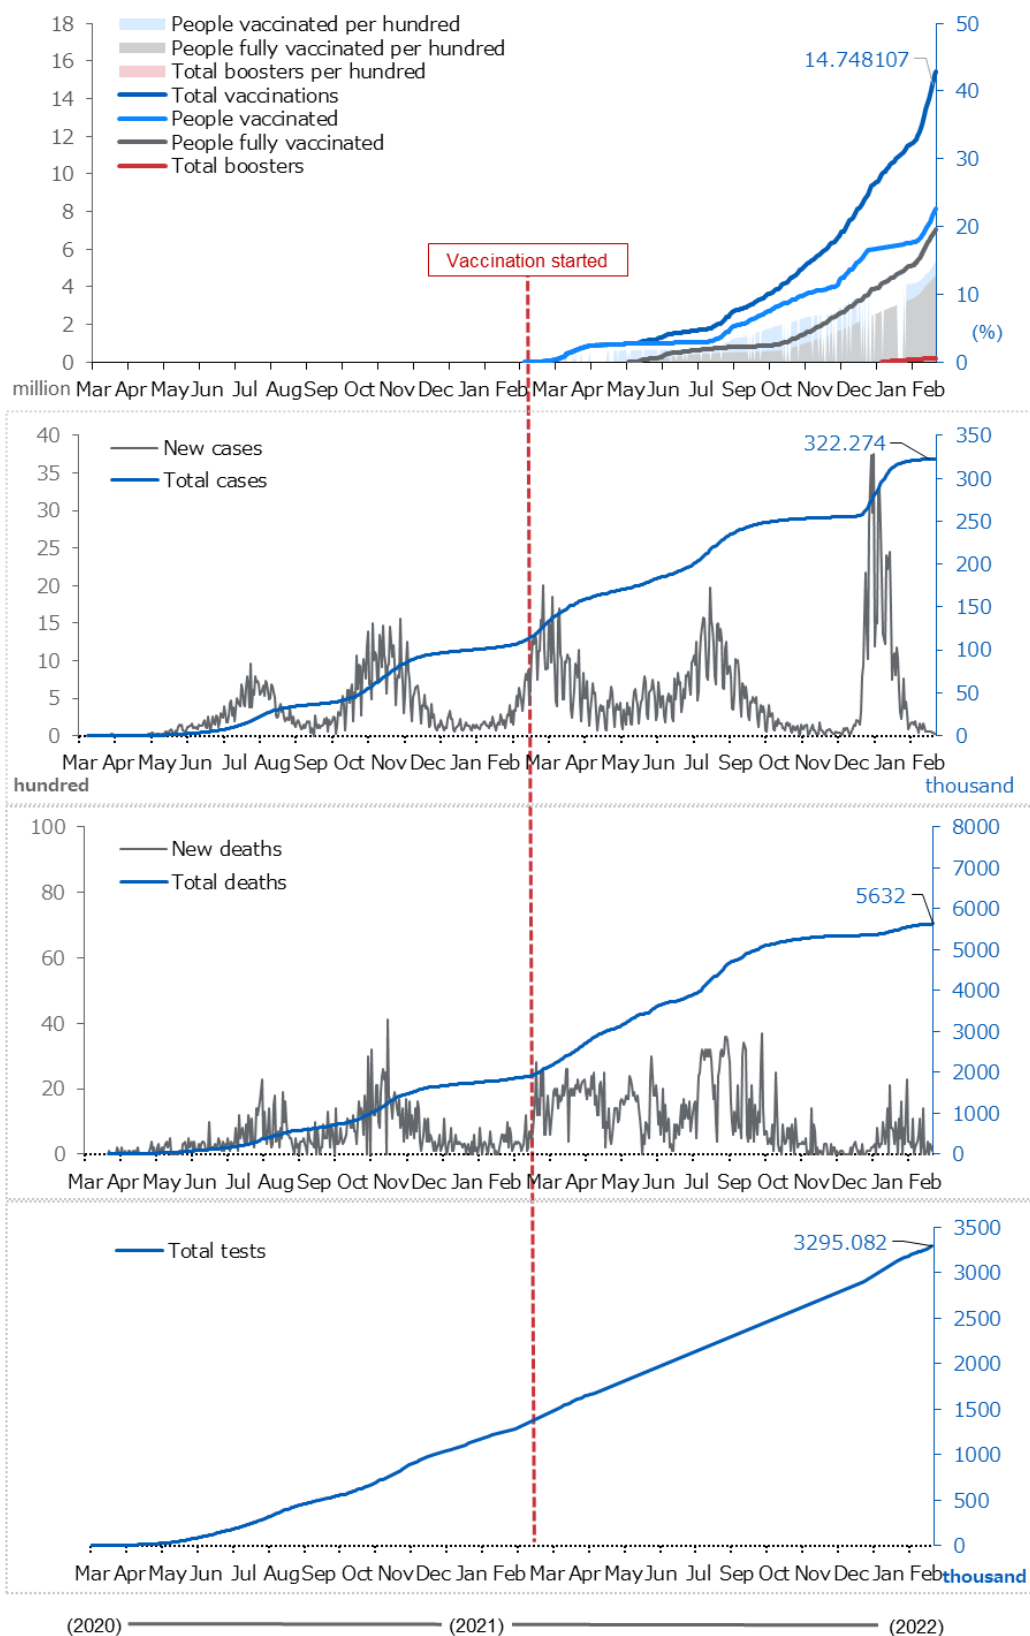 18 People vaccinated per hundred 50
16 People fully vaccinated per hundred
Total boosters per hundred 14.748107
14 Total vaccinations 40
People vaccinated
12 People fully vaccinated
Total boosters
10 30
8
20
6 Vaccination started
4 10
2 (%)
0 0
million Mar Apr May Jun Jul Aug Sep Oct Nov Dec Jan Feb Mar Apr May Jun Jul Aug Sep Oct Nov Dec Jan Feb
40 New cases 322.274 350
35 Total cases 300
30 250
25
20 200
15 150
10 100
5 50
0 0
Mar Apr May Jun Jul Aug Sep Oct Nov Dec Jan Feb Mar Apr May Jun Jul Aug Sep Oct Nov Dec Jan Feb
hundred thousand
100 New deaths 8000
Total deaths 7000
80 5632 6000
60 5000
4000
40 3000
20 2000
1000
0 0
Mar Apr May Jun Jul Aug Sep Oct Nov Dec Jan Feb Mar Apr May Jun Jul Aug Sep Oct Nov Dec Jan Feb
Total tests 3295.082 3500
3000
2500
2000
1500
1000
500
0
Mar Apr May Jun Jul Aug Sep Oct Nov Dec Jan Feb Mar Apr May Jun Jul Aug Sep Oct Nov Dec Jan Feb thousand
(2020) (2021) (2022)